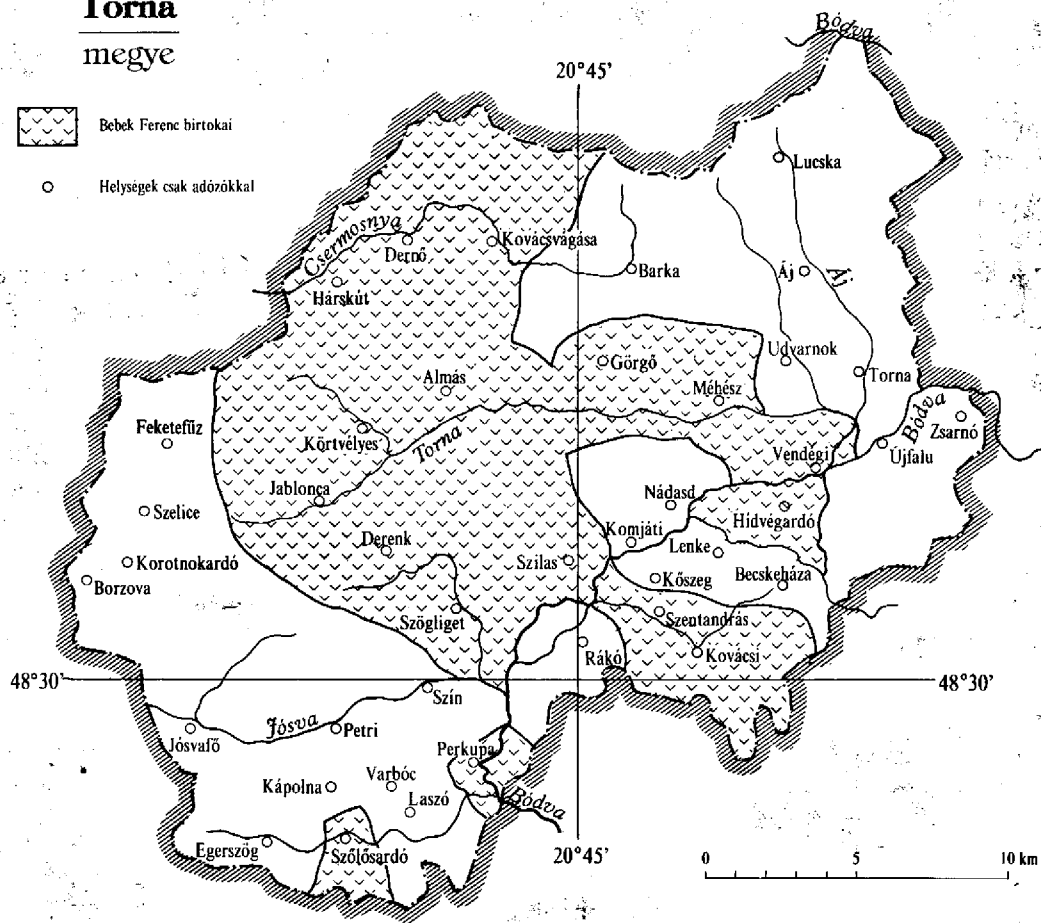 Torna
megye
Bebek Ferenc birtokai
Helységek csak adózókkal
Bódva
20°45'
Lucska
Csermosnya
Kovácsvágása
Dernő
Barka
Áj
Áj
Hárskút
Görgő
Udvarnok
Torna
Almás
Méhész
Bódva
Zsarnó
Feketefűz
Körtvélyes
Torna
Újfalu
Vendégi
Jablonca
Nádasd
Szelice
Hídvégardó
Komjáti
Derenk
Lenke
Szilas
Korotnokardó
Becskeháza
Borzova
Kőszeg
Szögliget
Szentandrás
Rákó
Kovácsi
48°30'
48°30'
Szín
Jósva
Petri
Jósvafő
Perkupa
Varbóc
Kápolna
Bódva
Laszó
Egerszög
Szőlősardó
20°45'
0 5 10 km